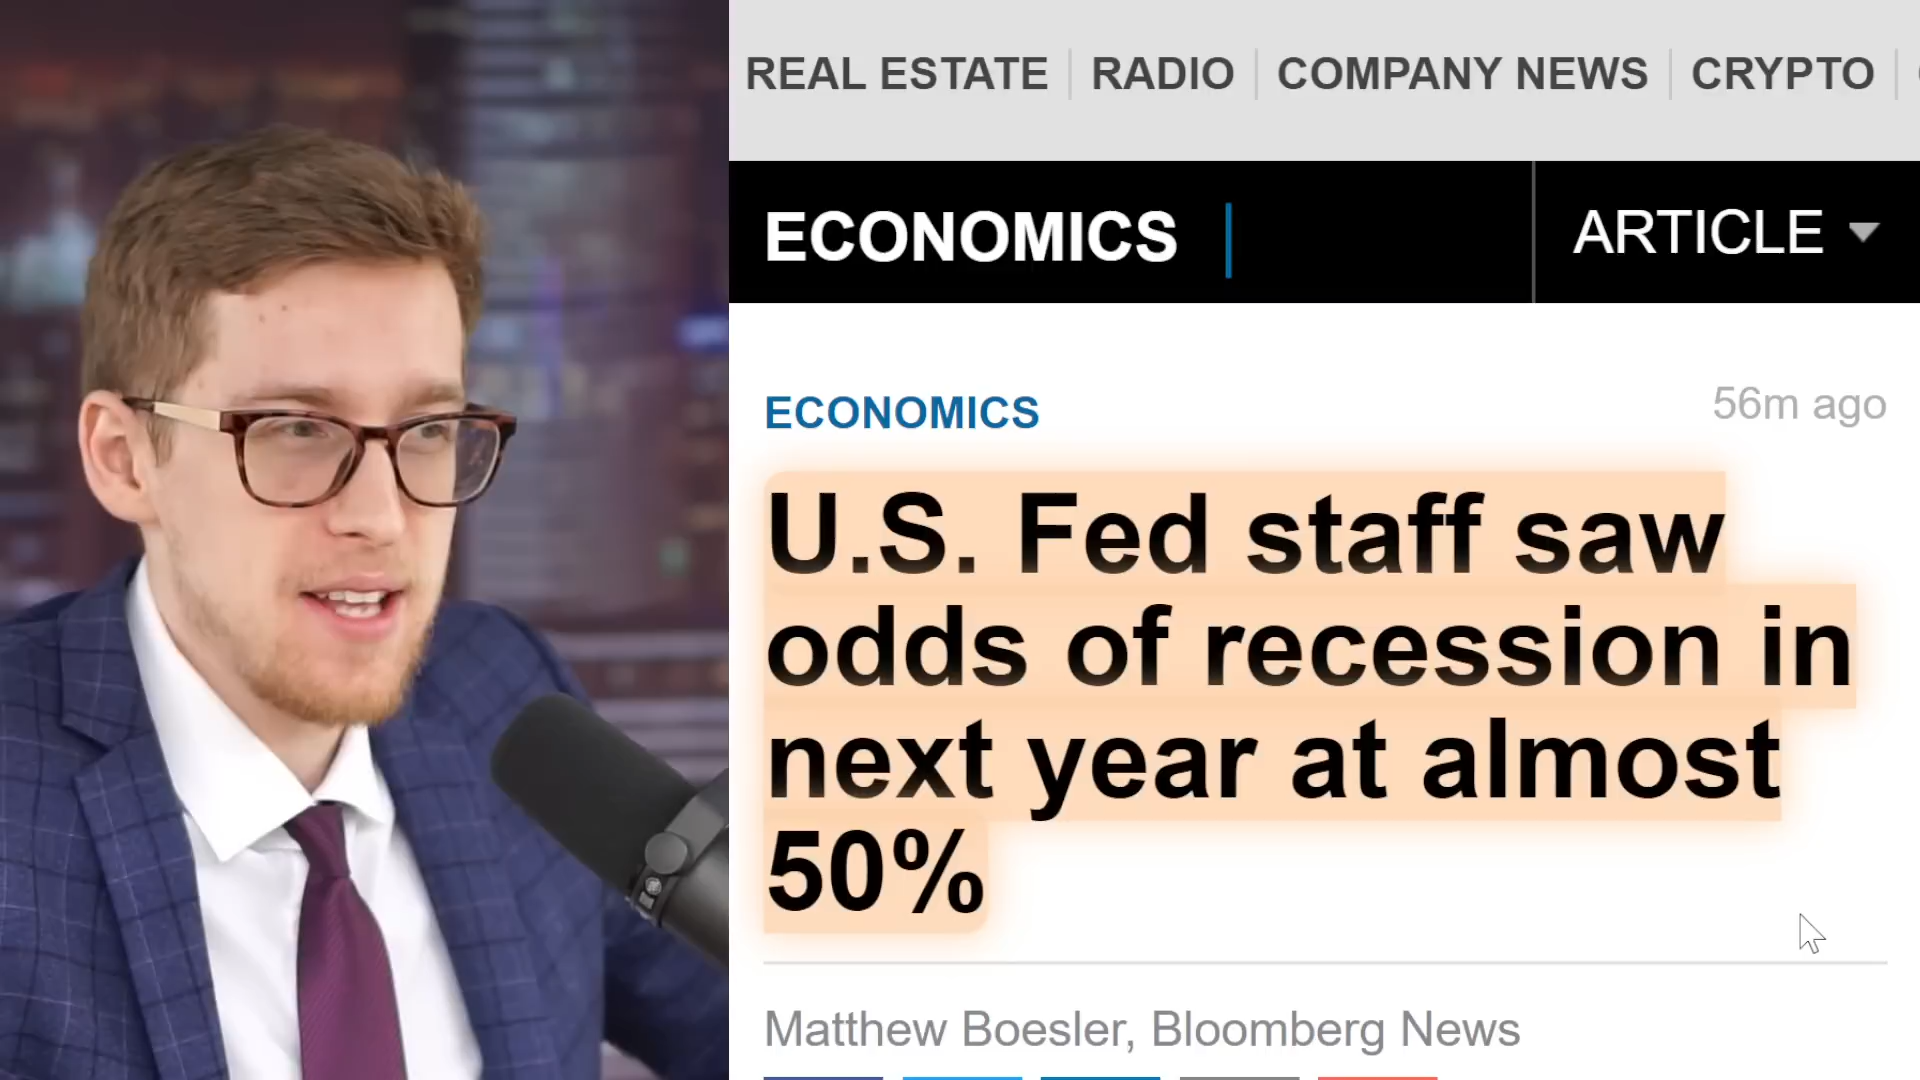 REAL ESTATE RADIO COMPANY NEWS CRYPTO
ECONOMICS ARTICLE
ECONOMICS 56m ago
U.S. Fed staff saw
odds of recession in
next year at almost
50%
Matthew Boesler, Bloomberg News